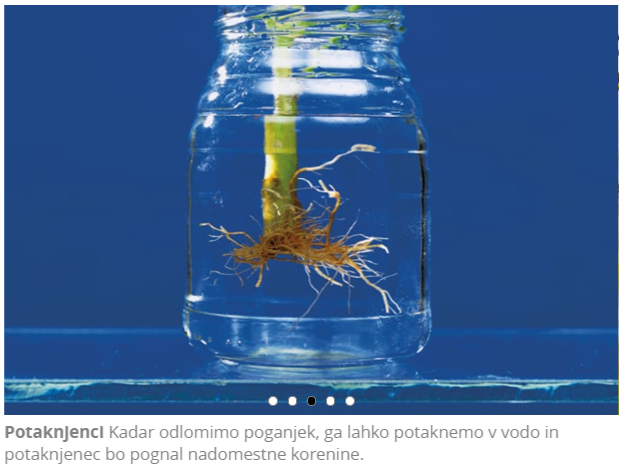 Potaknjenci Kadar odlomimo poganjek, ga lahko potaknemo v vodo in
potaknjenec bo pognal nadomestne korenine.